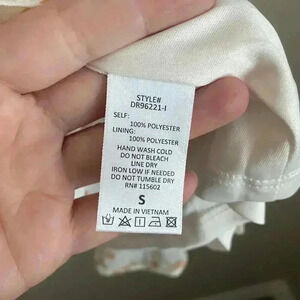 STYLE#
DR96221-I
SELF:
100% POLYESTER
LINING:
100% POLYESTER
HAND WASH COLD
DO NOT BLEACH
LINE DRY
IRON LOW IF NEEDED
DO NOT TUMBLE DRY
RN# 115602
S
MADE IN VIETNAM